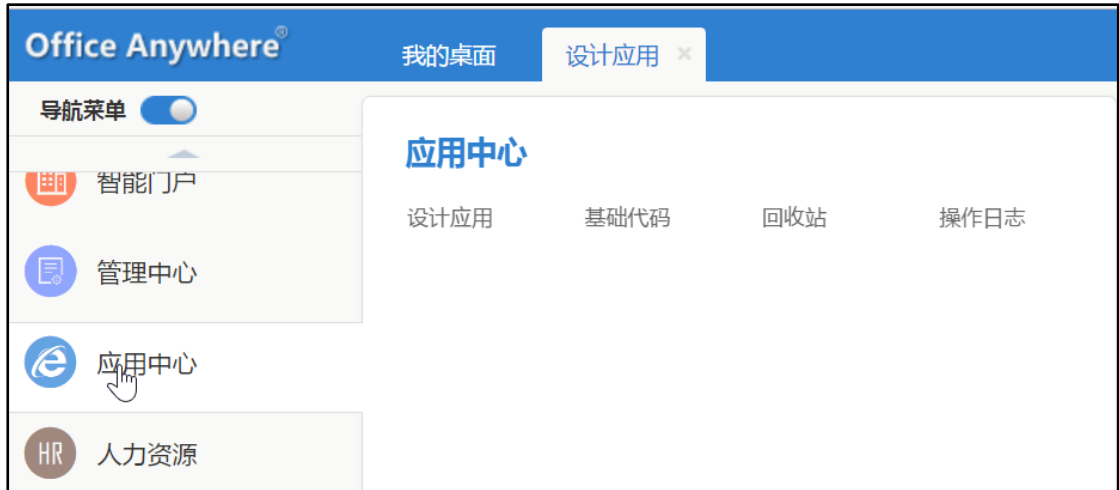 Office Anywhere®
我的桌面 设计应用 ×
导航菜单
智能门户
管理中心
应用中心
HR 人力资源
应用中心
设计应用 基础代码 回收站 操作日志